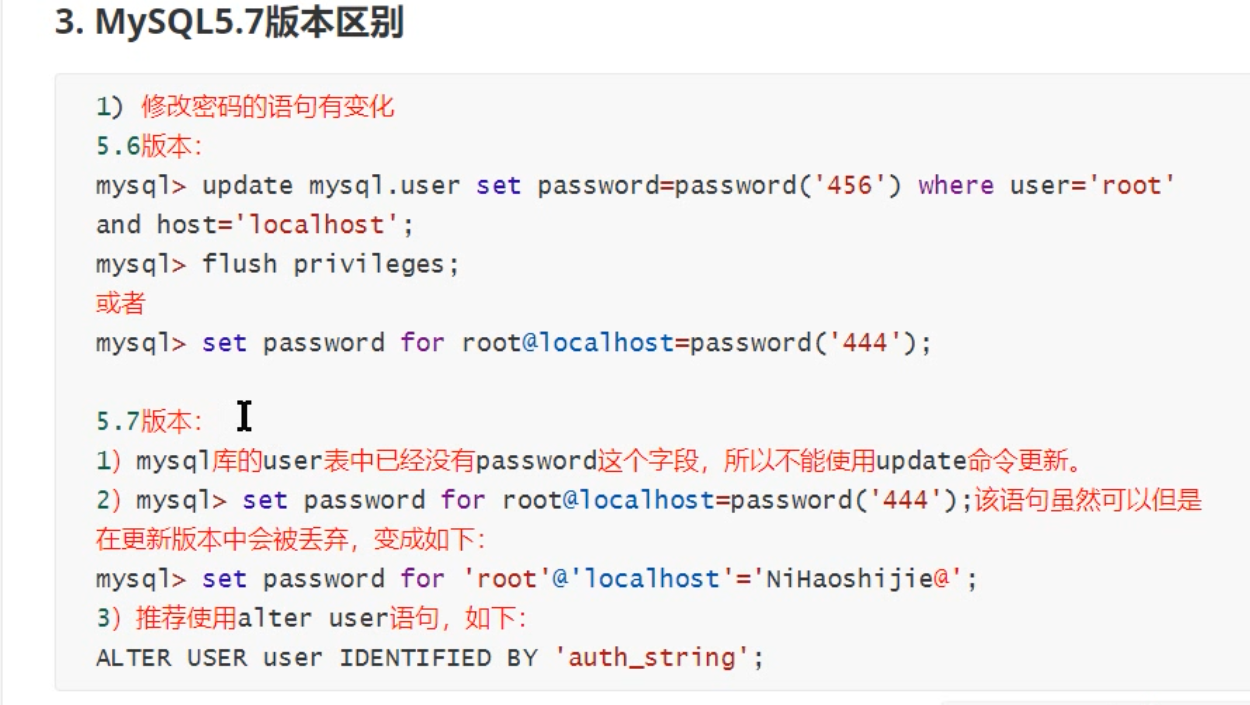 3. MySQL5.7版本区别
1) 修改密码的语句有变化
5.6版本：
mysql> update mysql.user set password=password('456') where user='root'
and host='localhost';
mysql> flush privileges;
或者
mysql> set password for root@localhost=password('444');
5.7版本：
1）mysql库的user表中已经没有password这个字段，所以不能使用update命令更新。
2）mysql> set password for root@localhost=password('444');该语句虽然可以但是
在更新版本中会被丢弃，变成如下：
mysql> set password for 'root'@'localhost'='NiHaoshijie@';
3）推荐使用alter user语句，如下：
ALTER USER user IDENTIFIED BY 'auth_string';